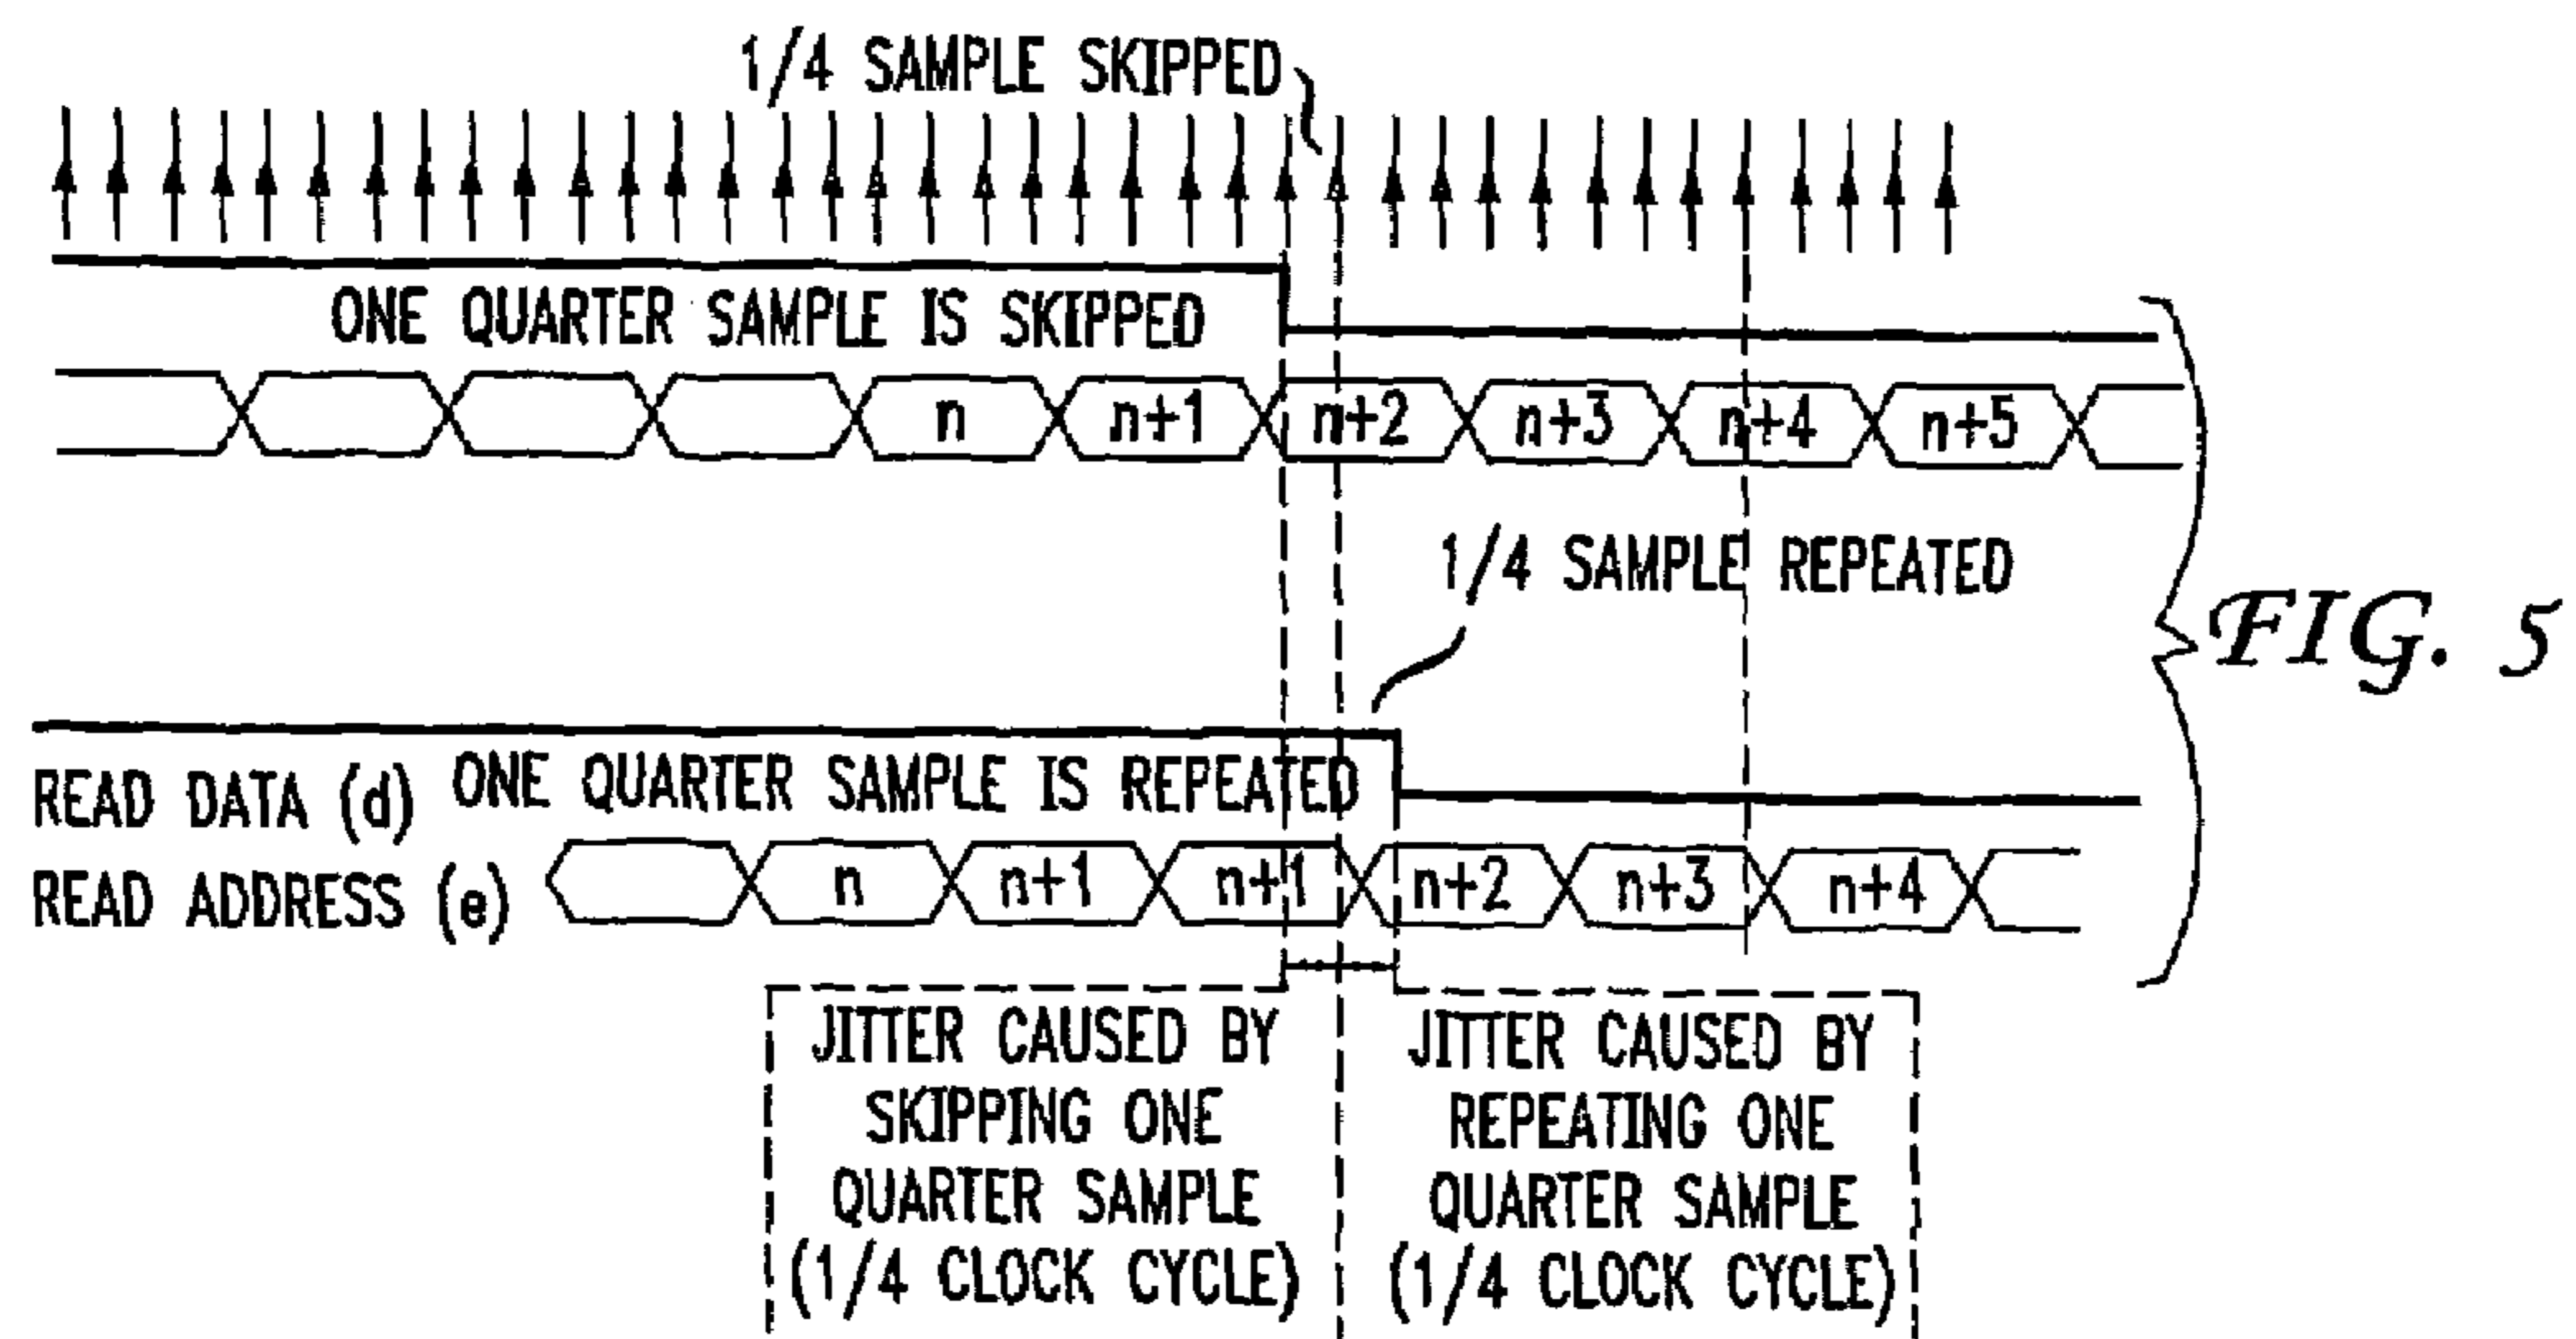 1/4 SAMPLE SKIPPED
ONE QUARTER SAMPLE IS SKIPPED
n n+1 n+2 n+3 n+4 n+5
1/4 SAMPLE REPEATED
FIG. 5
READ DATA (d) ONE QUARTER SAMPLE IS REPEATED
READ ADDRESS (e) n n+1 n+1 n+2 n+3 n+4
JITTER CAUSED BY
SKIPPING ONE
QUARTER SAMPLE
(1/4 CLOCK CYCLE)
JITTER CAUSED BY
REPEATING ONE
QUARTER SAMPLE
(1/4 CLOCK CYCLE)